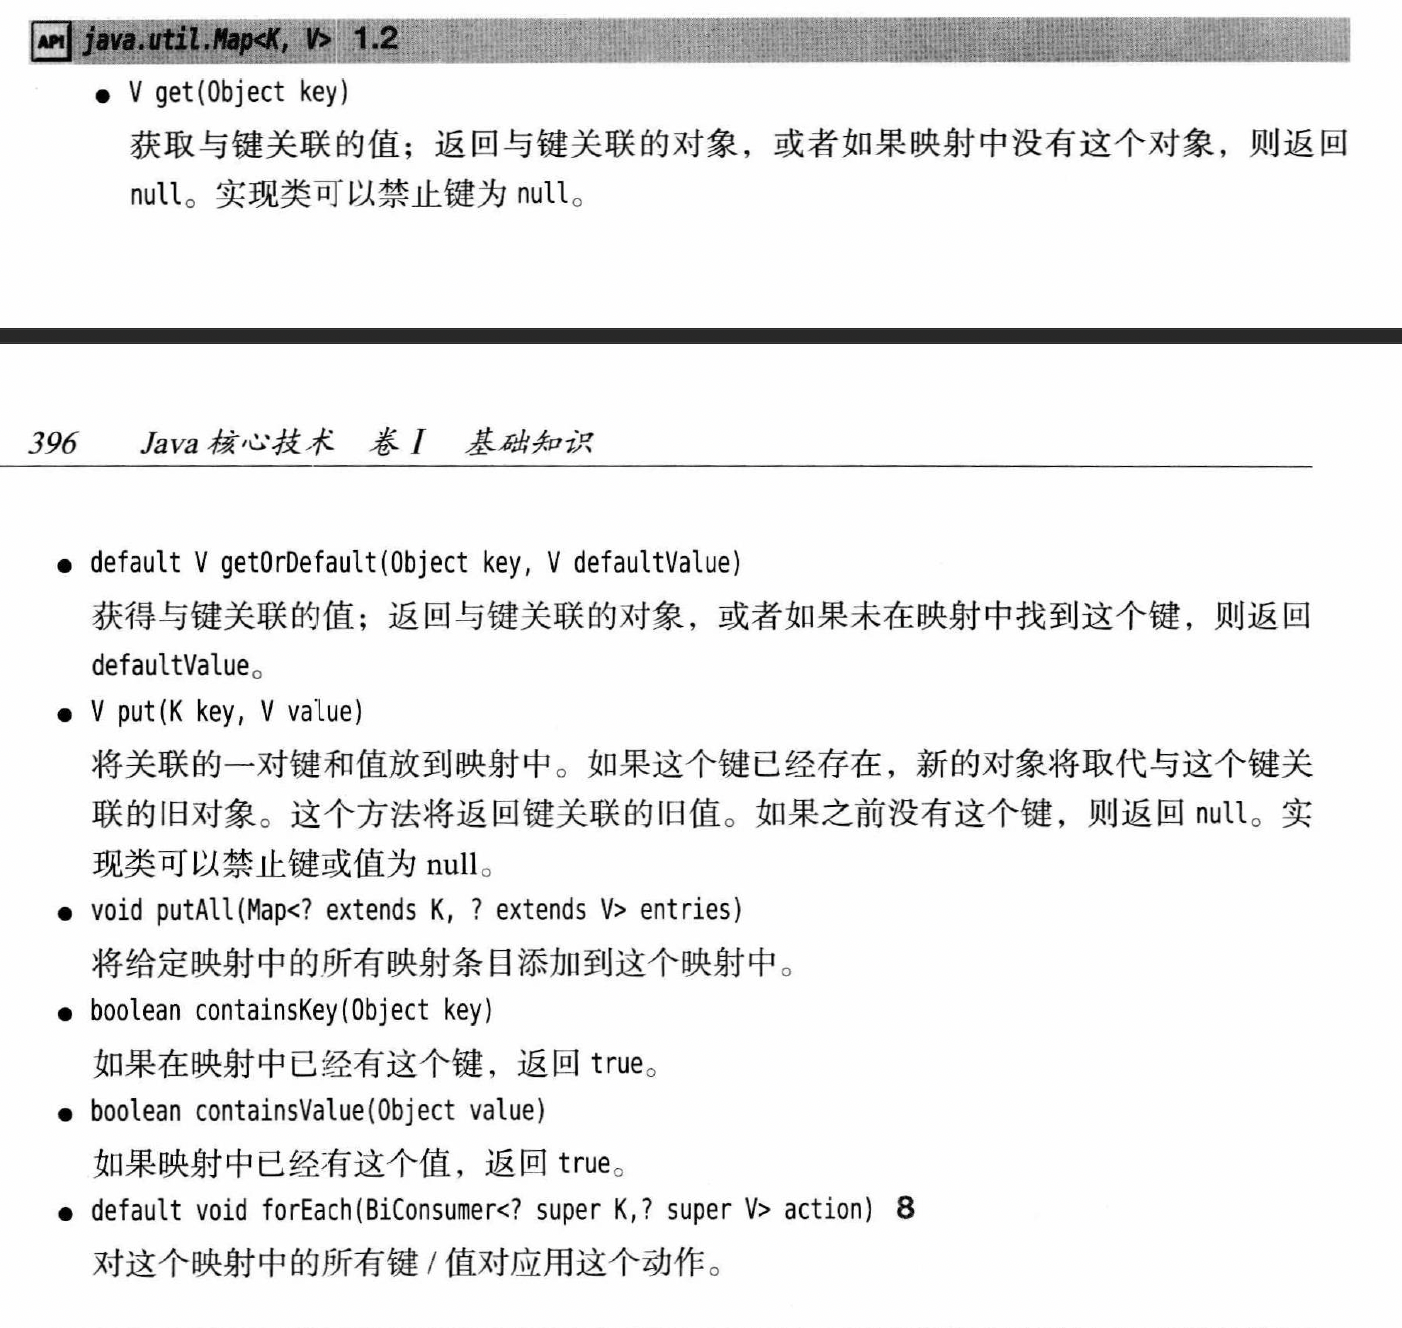 API java.util.Map<K, V> 1.2
● V get(Object key)
获取与键关联的值；返回与键关联的对象，或者如果映射中没有这个对象，则返回
null。实现类可以禁止键为 null。
396 Java 核心技术 卷 I 基础知识
● default V getOrDefault(Object key, V defaultValue)
获得与键关联的值；返回与键关联的对象，或者如果未在映射中找到这个键，则返回
defaultValue。
● V put(K key, V value)
将关联的一对键和值放到映射中。如果这个键已经存在，新的对象将取代与这个键关
联的旧对象。这个方法将返回键关联的旧值。如果之前没有这个键，则返回 null。实
现类可以禁止键或值为 null。
● void putAll(Map<? extends K, ? extends V> entries)
将给定映射中的所有映射条目添加到这个映射中。
● boolean containsKey(Object key)
如果在映射中已经有这个键，返回 true。
● boolean containsValue(Object value)
如果映射中已经有这个值，返回 true。
● default void forEach(BiConsumer<? super K,? super V> action) 8
对这个映射中的所有键 / 值对应用这个动作。